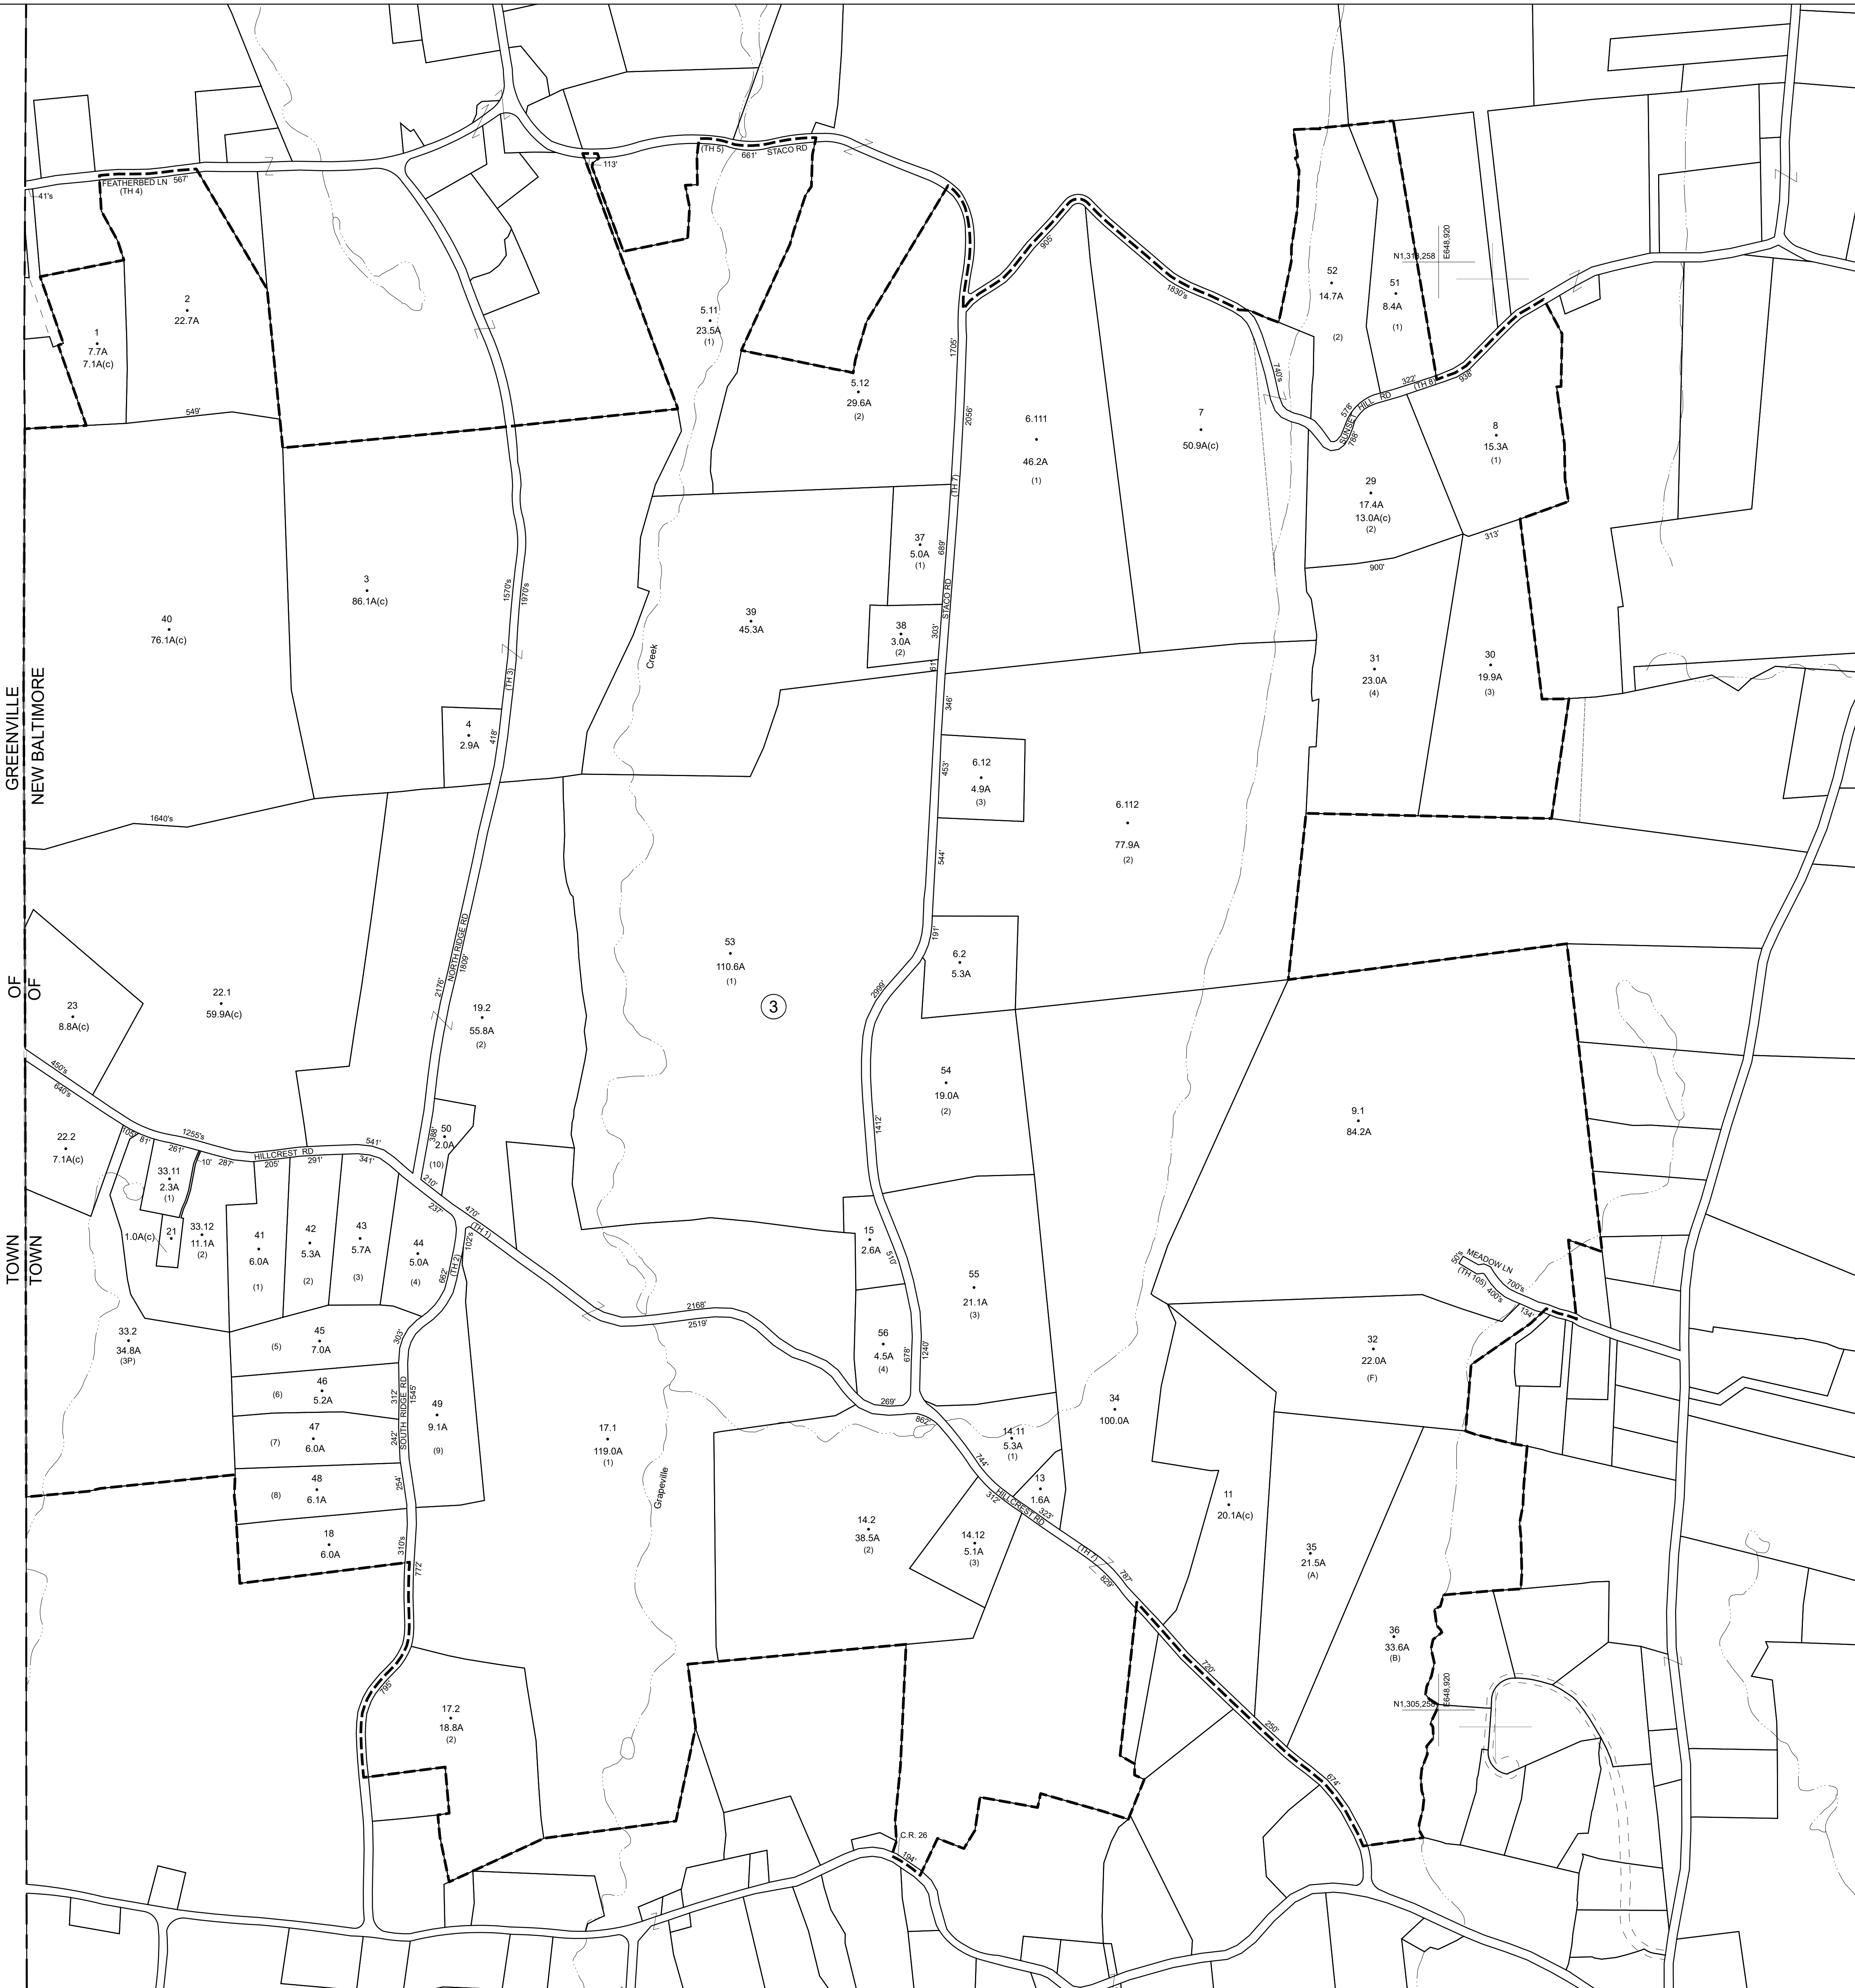 FEATHERBED LN 567'
(TH 4)
41's
113'
(TH 5)
661'
STACO RD
905'
1830's
N1,313,258
E648,920
52
14.7A
(2)
51
8.4A
(1)
2
22.7A
1
7.7A
7.1A(c)
549'
5.11
23.5A
(1)
5.12
29.6A
(2)
1705'
2056'
(TH 7)
689'
STACO RD
303'
61'
346'
453'
544'
191'
6.111
46.2A
(1)
7
50.9A(c)
740's
578'
SUNSET HILL RD
788'
322'
(TH 8)
938'
8
15.3A
(1)
29
17.4A
13.0A(c)
(2)
313'
900'
37
5.0A
(1)
38
3.0A
(2)
39
45.3A
Creek
3
86.1A(c)
40
76.1A(c)
1570's
1970's
(TH 3)
4
2.9A
418'
31
23.0A
(4)
30
19.9A
(3)
GREENVILLE
NEW BALTIMORE
6.12
4.9A
(3)
6.112
77.9A
(2)
1640's
NORTH RIDGE RD
2176'
1809'
53
110.6A
(1)
3
6.2
5.3A
2999'
OF
OF
23
8.8A(c)
22.1
59.9A(c)
19.2
55.8A
(2)
54
19.0A
(2)
1412'
9.1
84.2A
450's
640's
22.2
7.1A(c)
105'
81'
1255's
261'
10'
287'
HILLCREST RD
205'
291'
541'
341'
388'
50
2.0A
(10)
210'
237'
470'
(TH 1)
102's
(TH 2)
662'
33.11
2.3A
(1)
21
1.0A(c)
33.12
11.1A
(2)
41
6.0A
(1)
42
5.3A
(2)
43
5.7A
(3)
44
5.0A
(4)
TOWN
TOWN
15
2.6A
510'
55
21.1A
(3)
MEADOW LN
50's
(TH 105)
700's
400's
134'
2168'
2519'
33.2
34.8A
(3P)
(5)
45
7.0A
303'
(6)
46
5.2A
312'
SOUTH RIDGE RD
1545'
(7)
47
6.0A
242'
(8)
48
6.1A
254'
18
6.0A
310's
772'
49
9.1A
(9)
56
4.5A
(4)
678'
1240'
32
22.0A
(F)
269'
862'
34
100.0A
17.1
119.0A
(1)
Grapeville
14.11
5.3A
(1)
744'
13
1.6A
312'
HILLCREST RD
323'
14.2
38.5A
(2)
14.12
5.1A
(3)
(TH 7)
787'
829'
11
20.1A(c)
35
21.5A
(A)
36
33.6A
(B)
720'
795'
17.2
18.8A
(2)
N1,305,258
E648,920
250'
674'
C.R. 26
194'